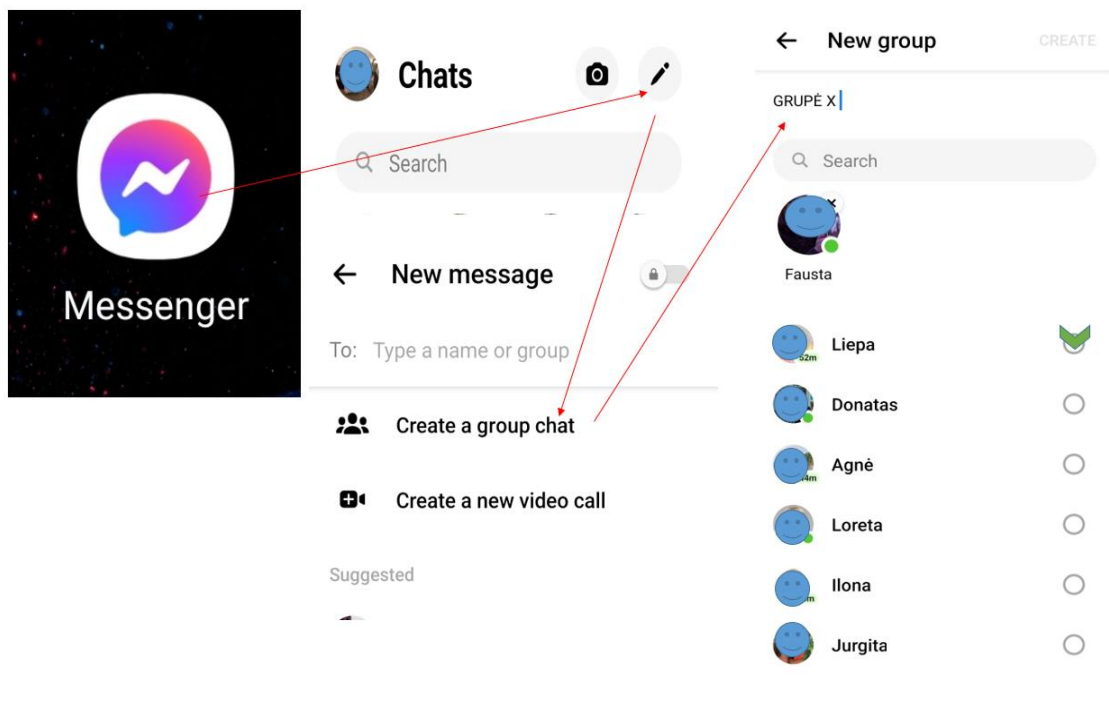 Messenger
Chats
Search
New message
To: Type a name or group
Create a group chat
Create a new video call
Suggested
New group
CREATE
GRUPĖ X
Search
Fausta
52m
Liepa
Donatas
Agnė
Loreta
Ilona
Jurgita